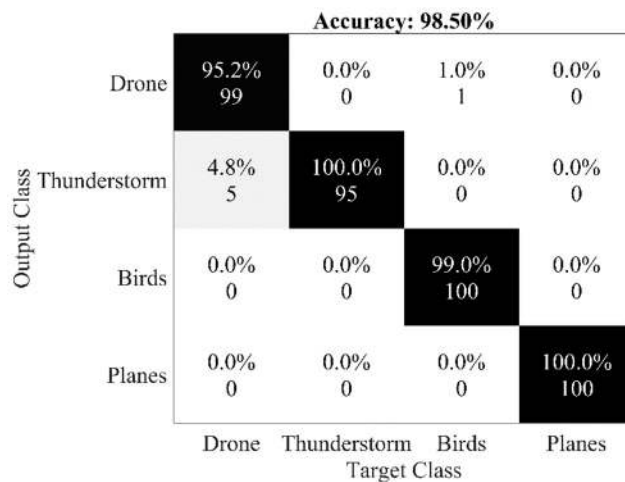 Accuracy: 98.50%
Output Class
Drone
95.2% 0.0% 1.0% 0.0%
99 0 1 0
Thunderstorm
4.8% 100.0% 0.0% 0.0%
5 95 0 0
Birds
0.0% 0.0% 99.0% 0.0%
0 0 100 0
Planes
0.0% 0.0% 0.0% 100.0%
0 0 0 100
Drone Thunderstorm Birds Planes
Target Class